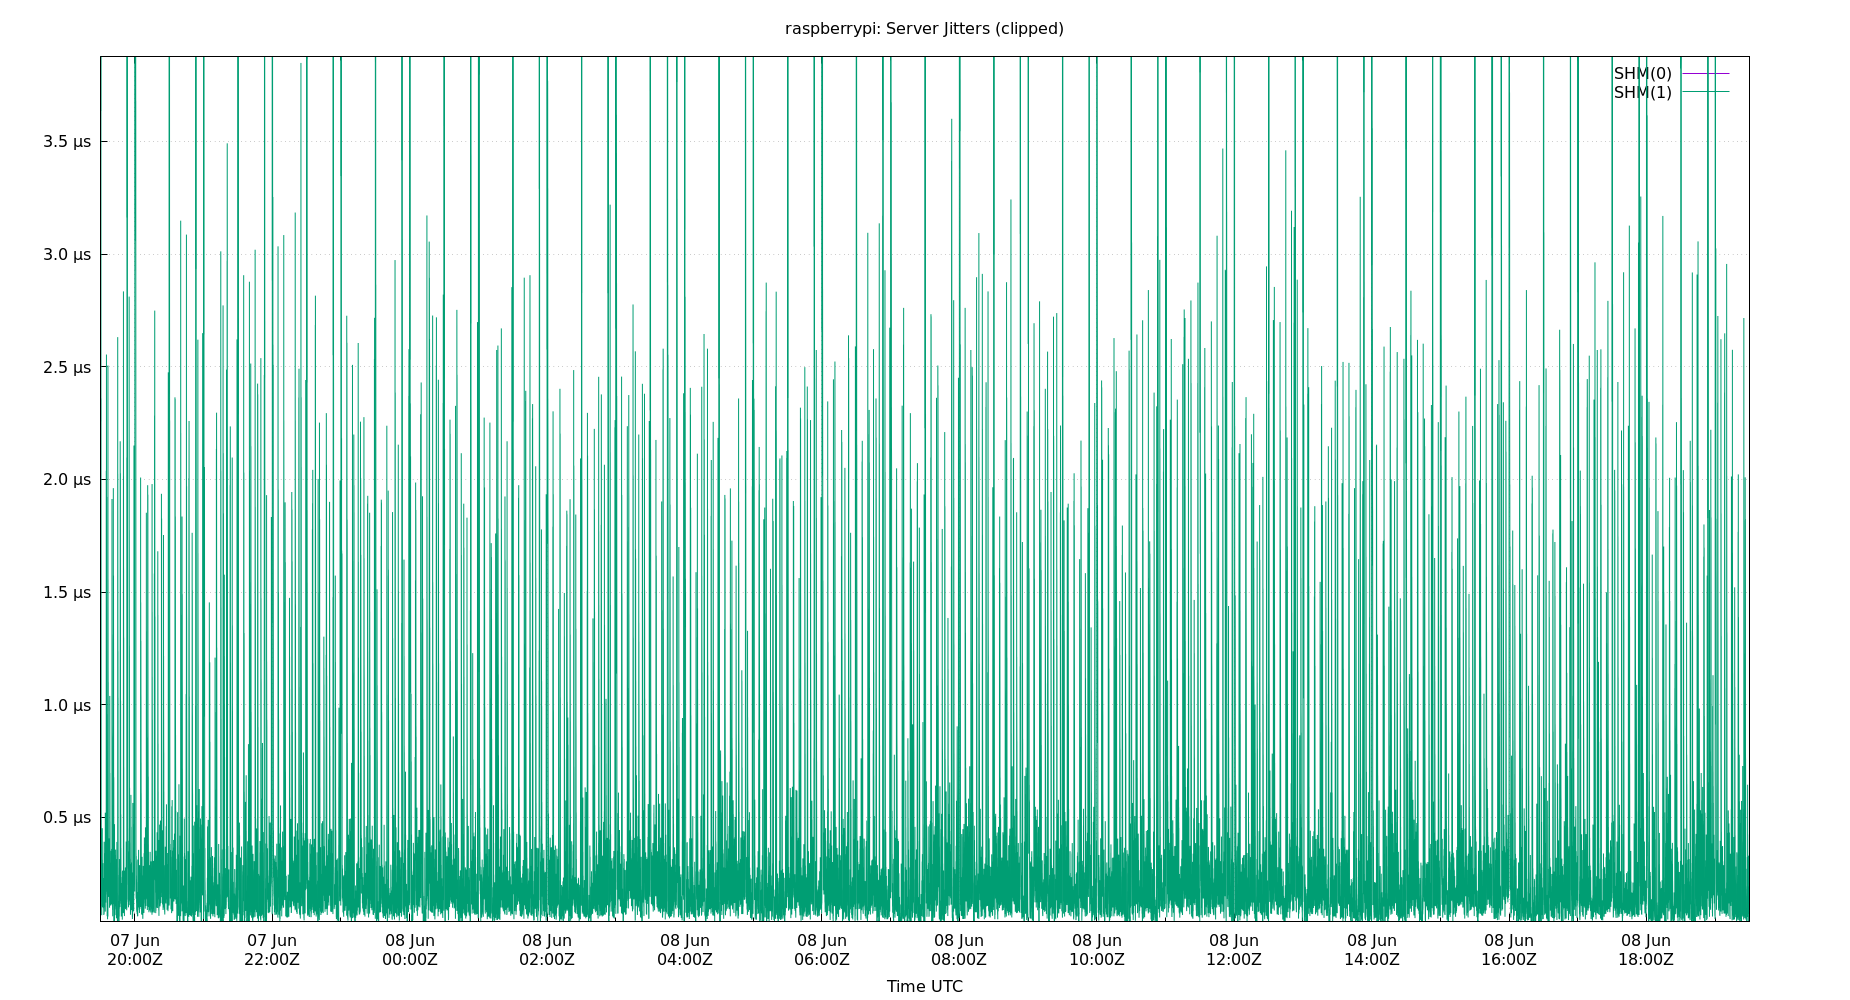 raspberrypi: Server Jitters (clipped)
SHM(0)
SHM(1)
3.5 µs
3.0 µs
2.5 µs
2.0 µs
1.5 µs
1.0 µs
0.5 µs
07 Jun 07 Jun 08 Jun 08 Jun 08 Jun 08 Jun 08 Jun 08 Jun 08 Jun 08 Jun 08 Jun 08 Jun
20:00Z 22:00Z 00:00Z 02:00Z 04:00Z 06:00Z 08:00Z 10:00Z 12:00Z 14:00Z 16:00Z 18:00Z
Time UTC